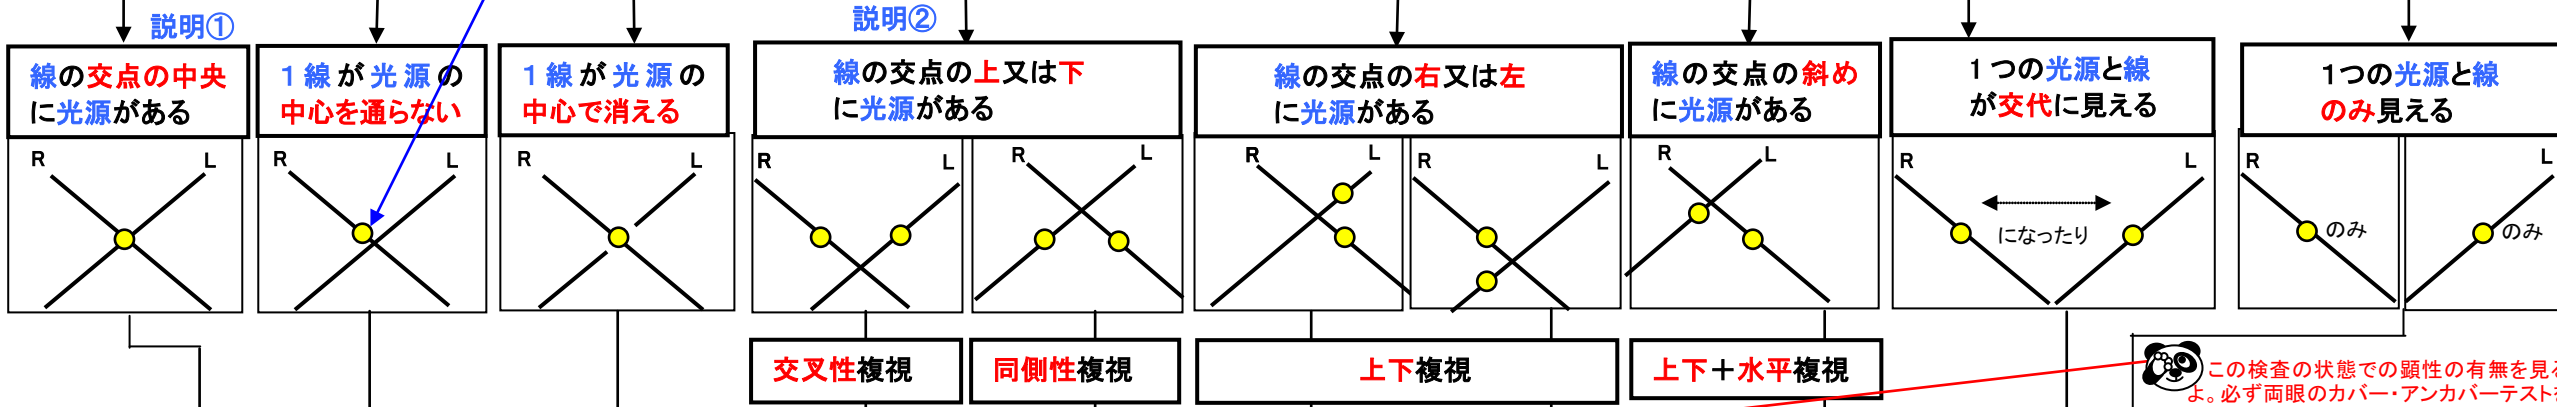 説明①
説明②
線の交点の中央
に光源がある
１線が光源の
中心を通らない
１線が光源の
中心で消える
線の交点の上又は下
に光源がある
線の交点の右又は左
に光源がある
線の交点の斜め
に光源がある
１つの光源と線
が交代に見える
１つの光源と線
のみ見える
R L
R L
R L
R L
R L
R L
R L
R L
R L
R L
になったり
のみ
のみ
交叉性複視
同側性複視
上下複視
上下＋水平複視
この検査の状態での顕性の有無を見る
よ。必ず両眼のカバー・アンカバーテストを